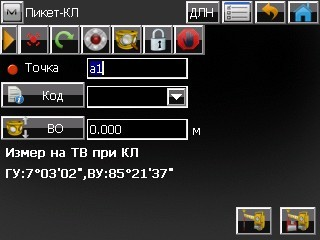 M Пикет-КЛ ДЛН
Точка a1
Код
ВО 0.000 м
Измер на ТВ при КЛ
ГУ:7°03'02",ВУ:85°21'37"